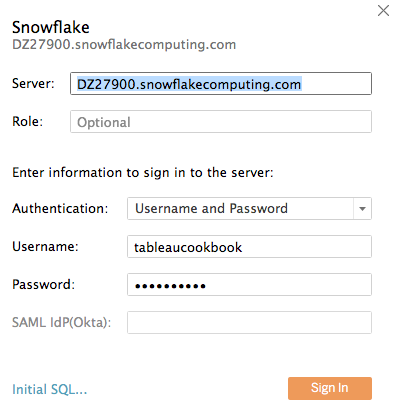 Snowflake
DZ27900.snowflakecomputing.com
Server: DZ27900.snowflakecomputing.com
Role: Optional
Enter information to sign in to the server:
Authentication: Username and Password
Username: tableaucookbook
Password: ••••••••••
SAML IdP(Okta):
Initial SQL... Sign In